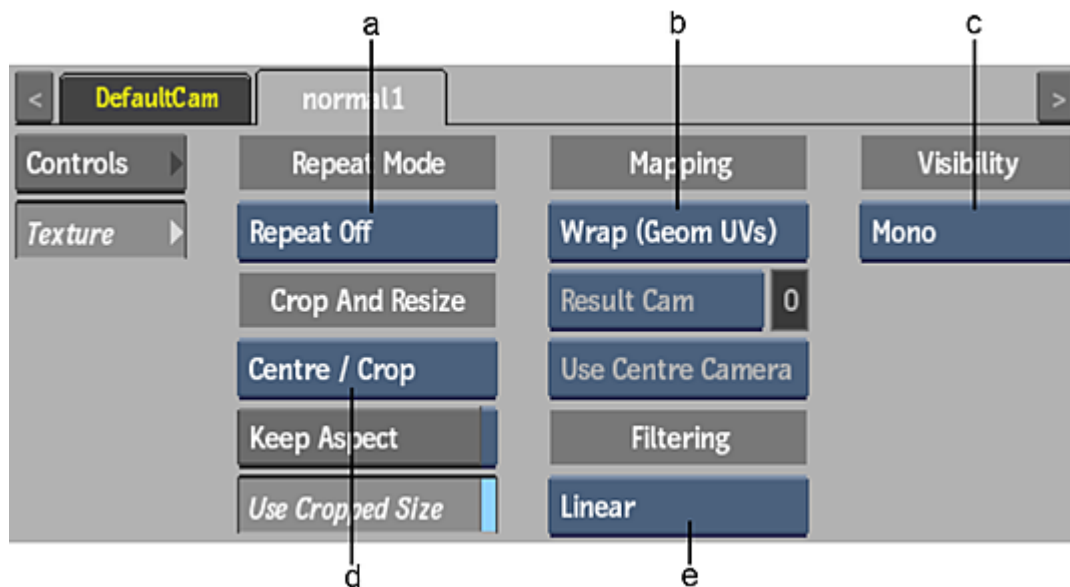 a b c
< DefaultCam normal1 >
Controls Repeat Mode Mapping Visibility
Texture Repeat Off Wrap (Geom UVs) Mono
Crop And Resize Result Cam 0
Centre / Crop Use Centre Camera
Keep Aspect Filtering
Use Cropped Size Linear
d e